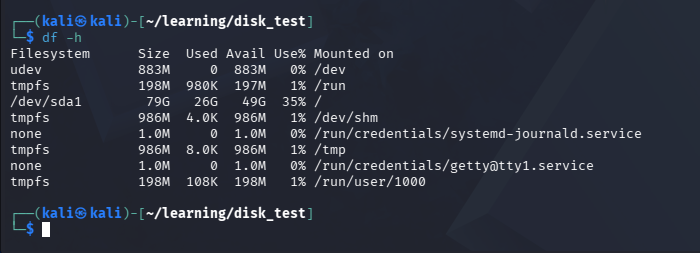 ┌──(kali㉿kali)-[~/learning/disk_test]
└─$ df -h
Filesystem      Size  Used Avail Use% Mounted on
udev            883M     0  883M   0% /dev
tmpfs           198M  980K  197M   1% /run
/dev/sda1        79G   26G   49G  35% /
tmpfs           986M  4.0K  986M   1% /dev/shm
none            1.0M     0  1.0M   0% /run/credentials/systemd-journald.service
tmpfs           986M  8.0K  986M   1% /tmp
none            1.0M     0  1.0M   0% /run/credentials/getty@tty1.service
tmpfs           198M  108K  198M   1% /run/user/1000
┌──(kali㉿kali)-[~/learning/disk_test]
└─$